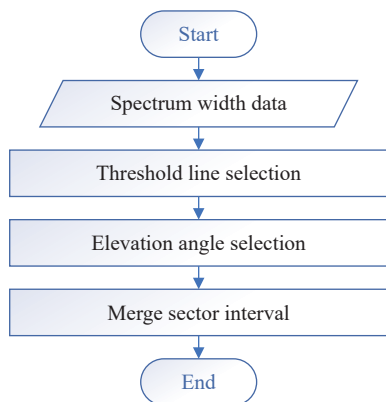 Start
Spectrum width data
Threshold line selection
Elevation angle selection
Merge sector interval
End